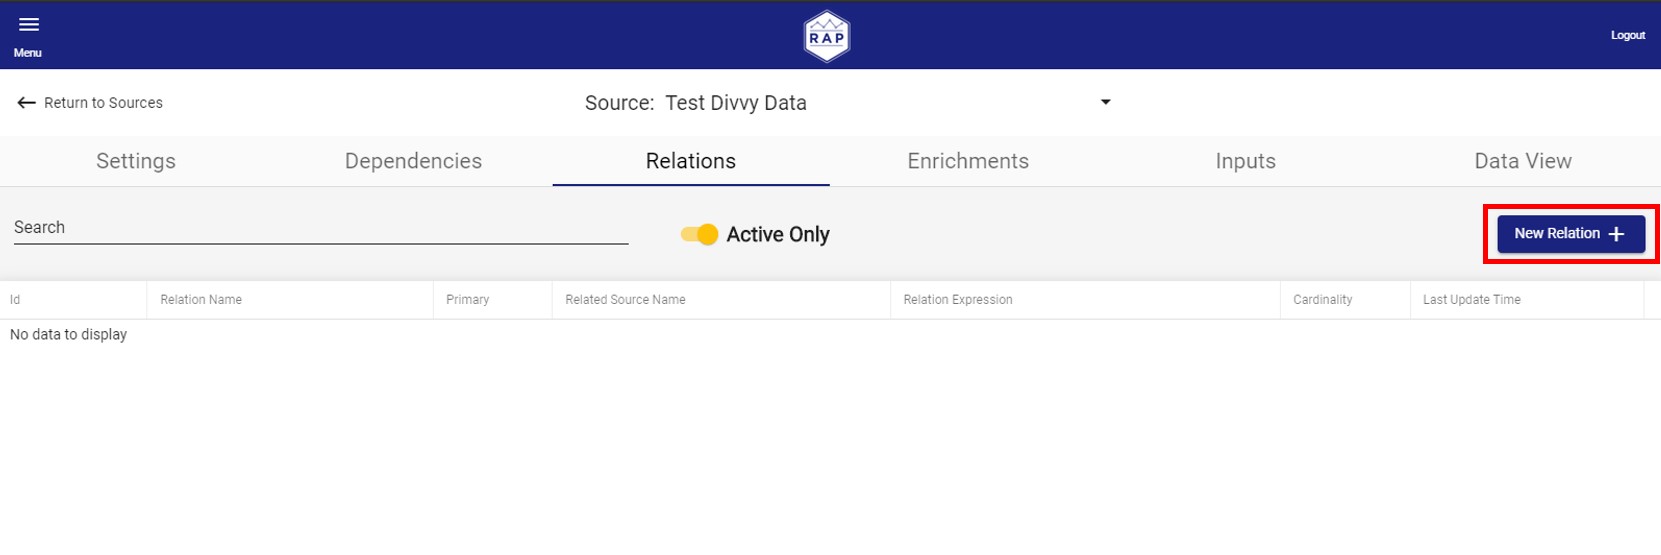 Menu
RAP
Logout
Return to Sources
Source: Test Divvy Data
Settings Dependencies Relations Enrichments Inputs Data View
Search
Active Only
New Relation +
Id Relation Name Primary Related Source Name Relation Expression Cardinality Last Update Time
No data to display